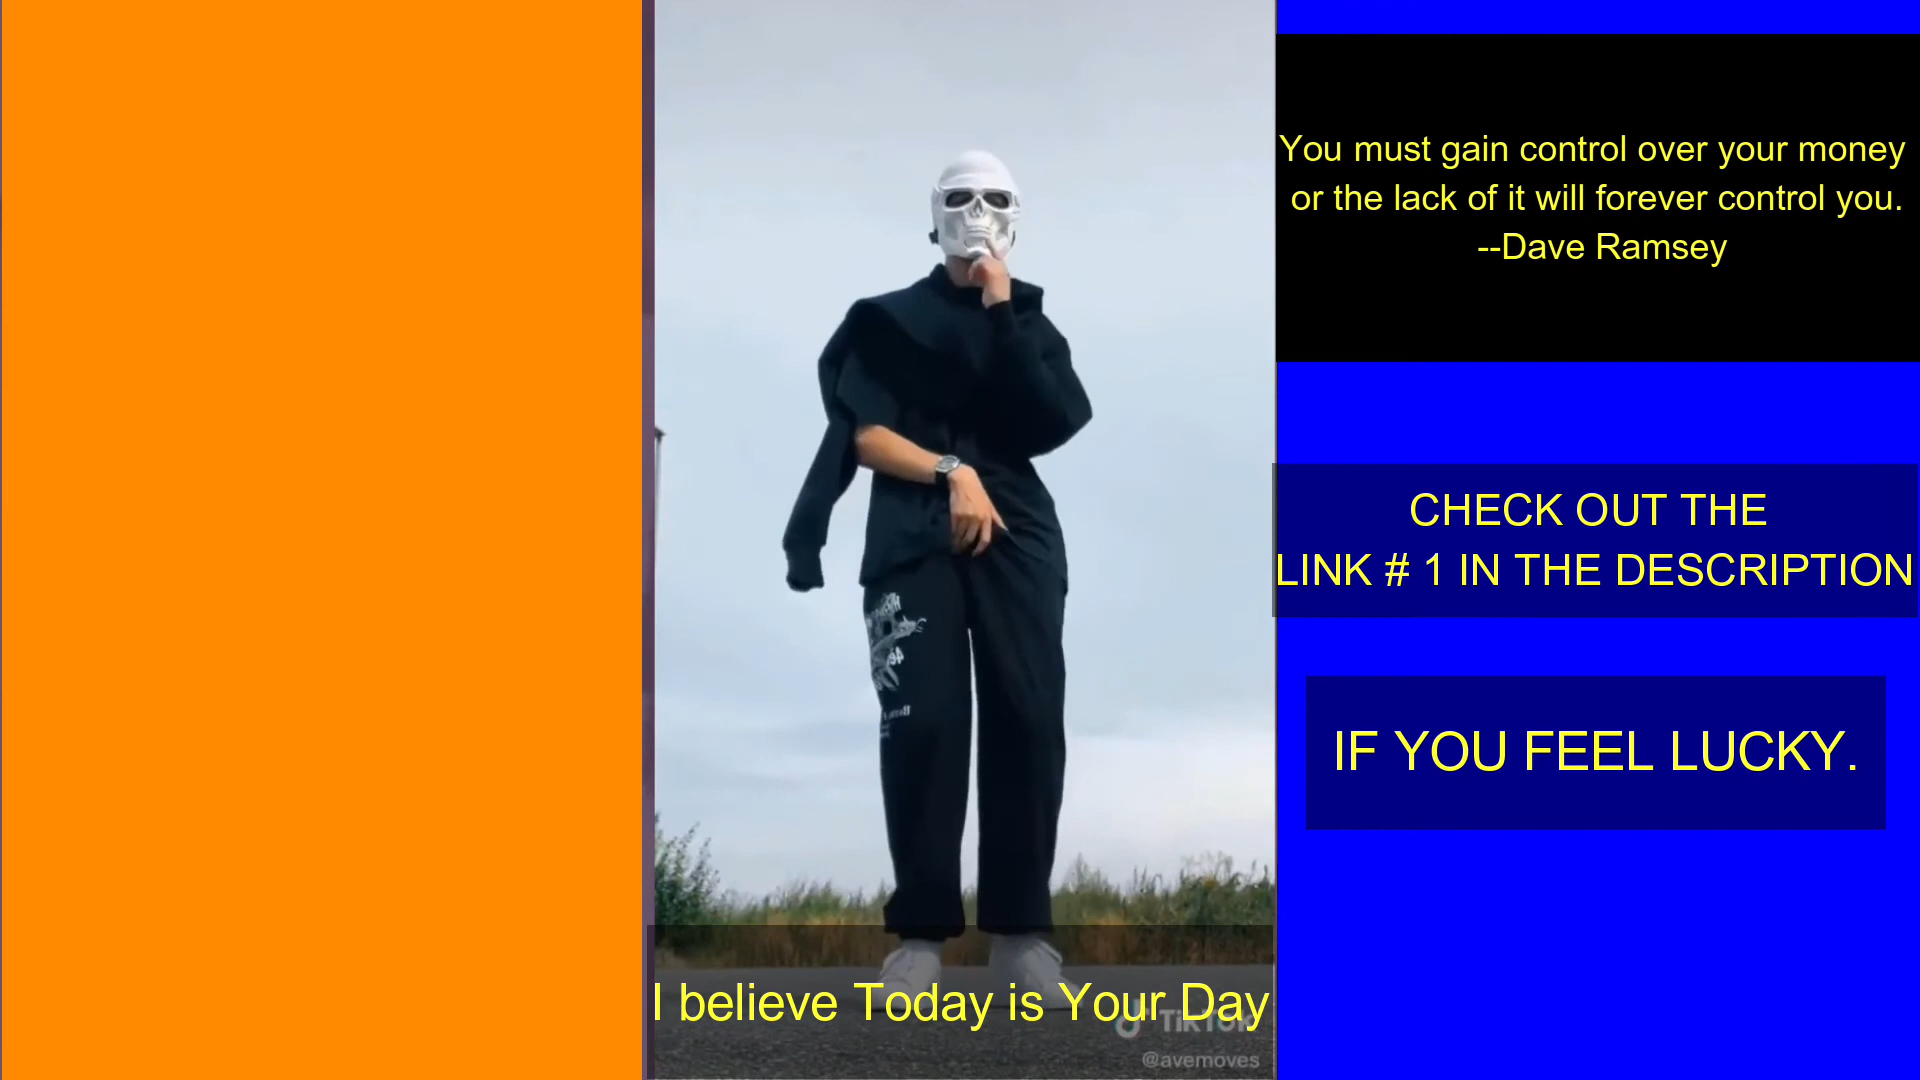 You must gain control over your money
or the lack of it will forever control you.
--Dave Ramsey
CHECK OUT THE
LINK # 1 IN THE DESCRIPTION
IF YOU FEEL LUCKY.
I believe Today is Your Day
TikTok
@avemoves